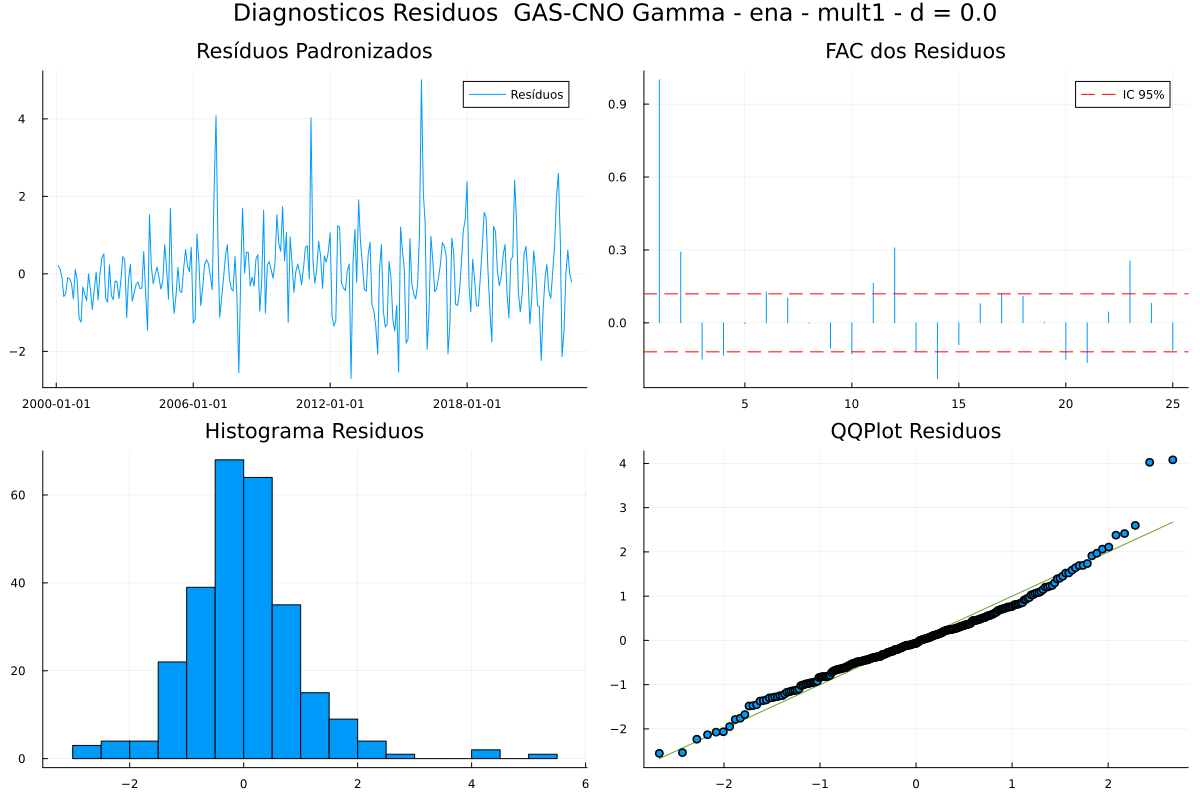 Diagnosticos Residuos  GAS-CNO Gamma - ena - mult1 - d = 0.0
Resíduos Padronizados
Resíduos
4
2
0
−2
2000-01-01 2006-01-01 2012-01-01 2018-01-01
FAC dos Residuos
IC 95%
0.9
0.6
0.3
0.0
5 10 15 20 25
Histograma Residuos
60
40
20
0
−2 0 2 4 6
QQPlot Residuos
4
3
2
1
0
−1
−2
−2 −1 0 1 2